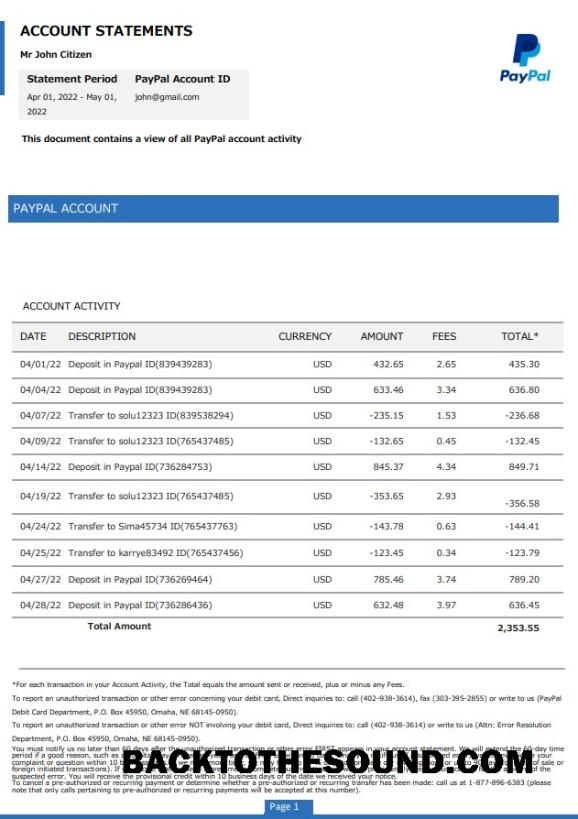 ACCOUNT STATEMENTS
Mr John Citizen
PayPal
Statement Period PayPal Account ID
Apr 01, 2022 - May 01, john@gmail.com
2022
This document contains a view of all PayPal account activity
PAYPAL ACCOUNT
ACCOUNT ACTIVITY
DATE DESCRIPTION CURRENCY AMOUNT FEES TOTAL*
04/01/22 Deposit in Paypal ID(839439283) USD 432.65 2.65 435.30
04/04/22 Deposit in Paypal ID(839439283) USD 633.46 3.34 636.80
04/07/22 Transfer to solu12323 ID(839538294) USD -235.15 1.53 -236.68
04/09/22 Transfer to solu12323 ID(765437485) USD -132.65 0.45 -132.45
04/14/22 Deposit in Paypal ID(736284753) USD 845.37 4.34 849.71
04/19/22 Transfer to solu12323 ID(765437485) USD -353.65 2.93 -356.58
04/24/22 Transfer to Sima45734 ID(765437763) USD -143.78 0.63 -144.41
04/25/22 Transfer to karrye83492 ID(765437456) USD -123.45 0.34 -123.79
04/27/22 Deposit in Paypal ID(736269464) USD 785.46 3.74 789.20
04/28/22 Deposit in Paypal ID(736286436) USD 632.48 3.97 636.45
Total Amount 2,353.55
*For each transaction in your Account Activity, the Total equals the amount sent or received, plus or minus any Fees.
To report an unauthorized transaction or other error concerning your debit card, Direct inquiries to: call (402-938-3614), fax (303-395-2855) or write to us (PayPal
Debit Card Department, P.O. Box 45950, Omaha, NE 68145-0950).
To report an unauthorized transaction or other error NOT involving your debit card, Direct inquiries to: call (402-938-3614) or write to us (Attn: Error Resolution
Department, P.O. Box 45950, Omaha, NE 68145-0950).
You must notify us no later than 60 days after the unauthorized transaction or other error FIRST appears in your account statement. We will extend the 60-day time
period if a good reason, such as
complaint or question within 10 b
foreign initiated transactions). If
suspected error. You will receive the provisional credit within 10 business days of the date we received your notice.
To cancel a pre-authorized or recurring payment or determine whether a pre-authorized or recurring transfer has been made: call us at 1-877-896-6383 (please
note that only calls pertaining to pre-authorized or recurring payments will be accepted at this number).
BACKTOTHESOUND.COM
Page 1